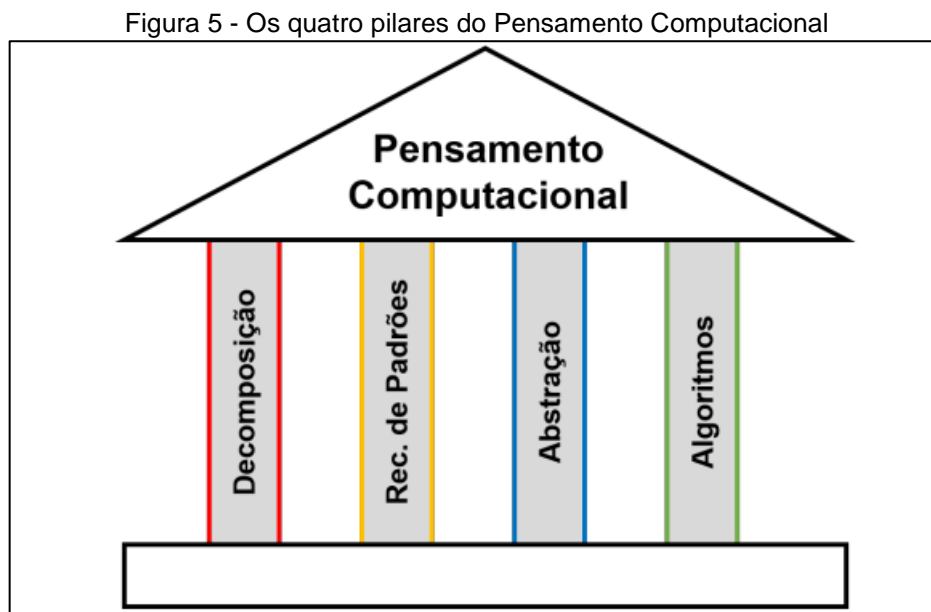 Figura 5 - Os quatro pilares do Pensamento Computacional
Pensamento
Computacional
Decomposição
Rec. de Padrões
Abstração
Algoritmos